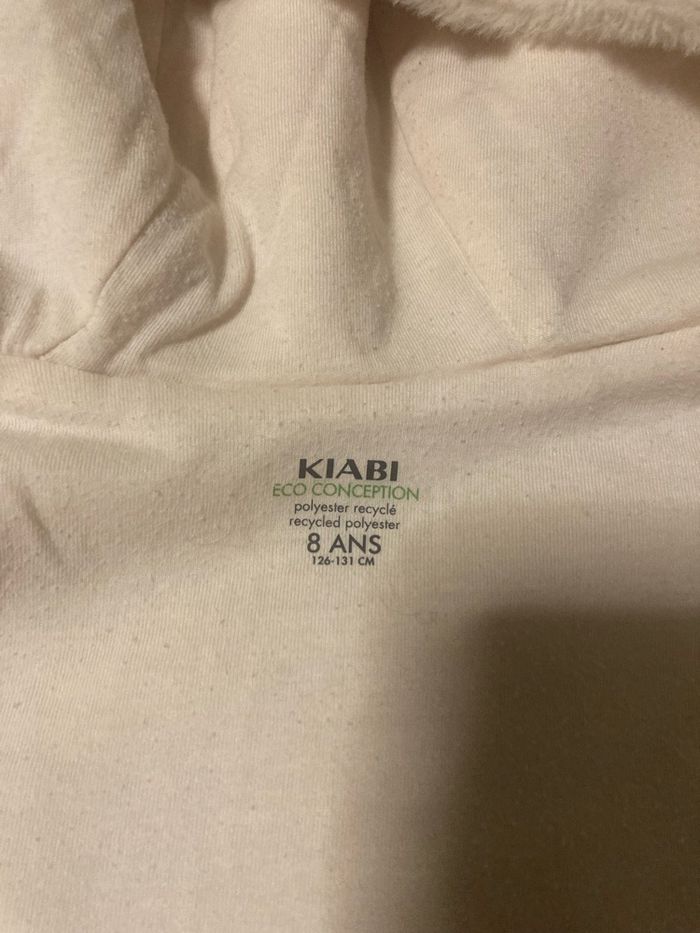 KIABI
ECO CONCEPTION
polyester recyclé
recycled polyester
8 ANS
126-131 CM